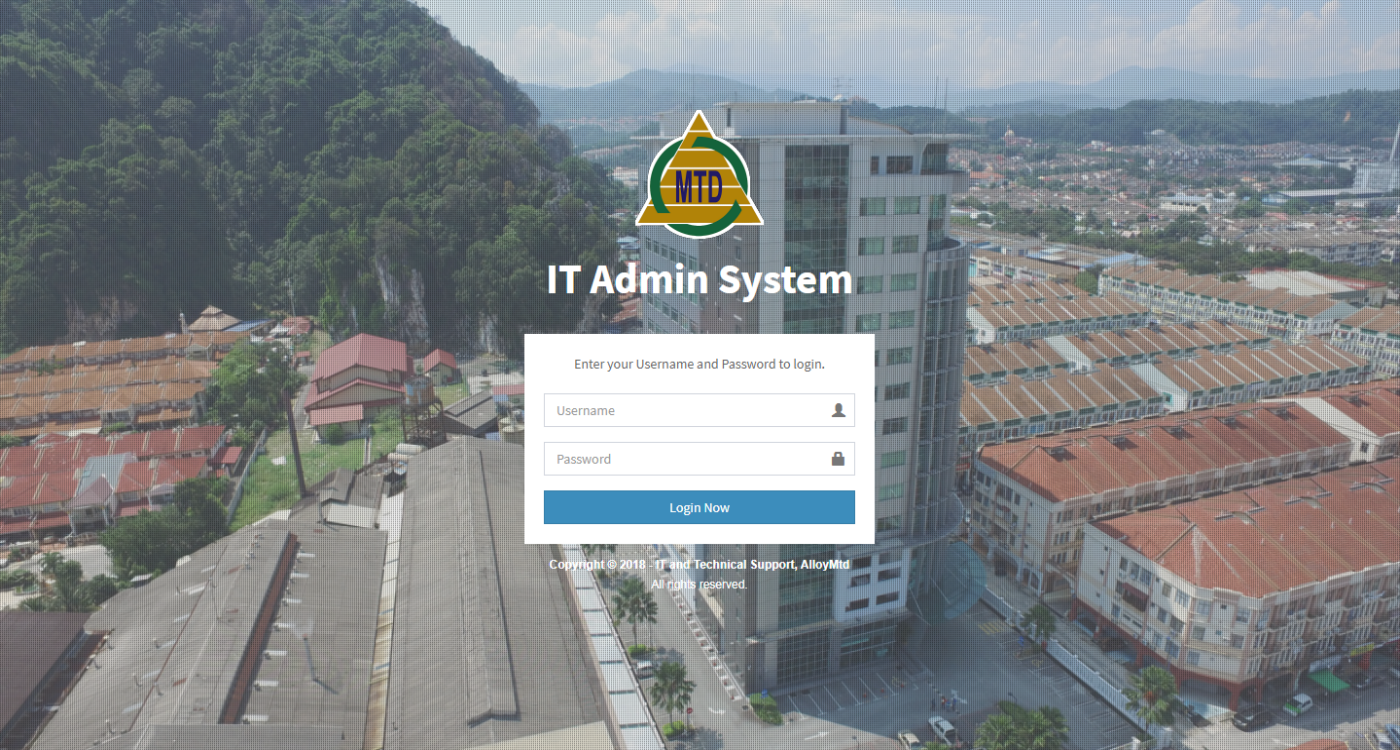 MTD
IT Admin System
Enter your Username and Password to login.
Username
Password
Login Now
Copyright © 2018 - IT and Technical Support, AlloyMtd
All rights reserved.